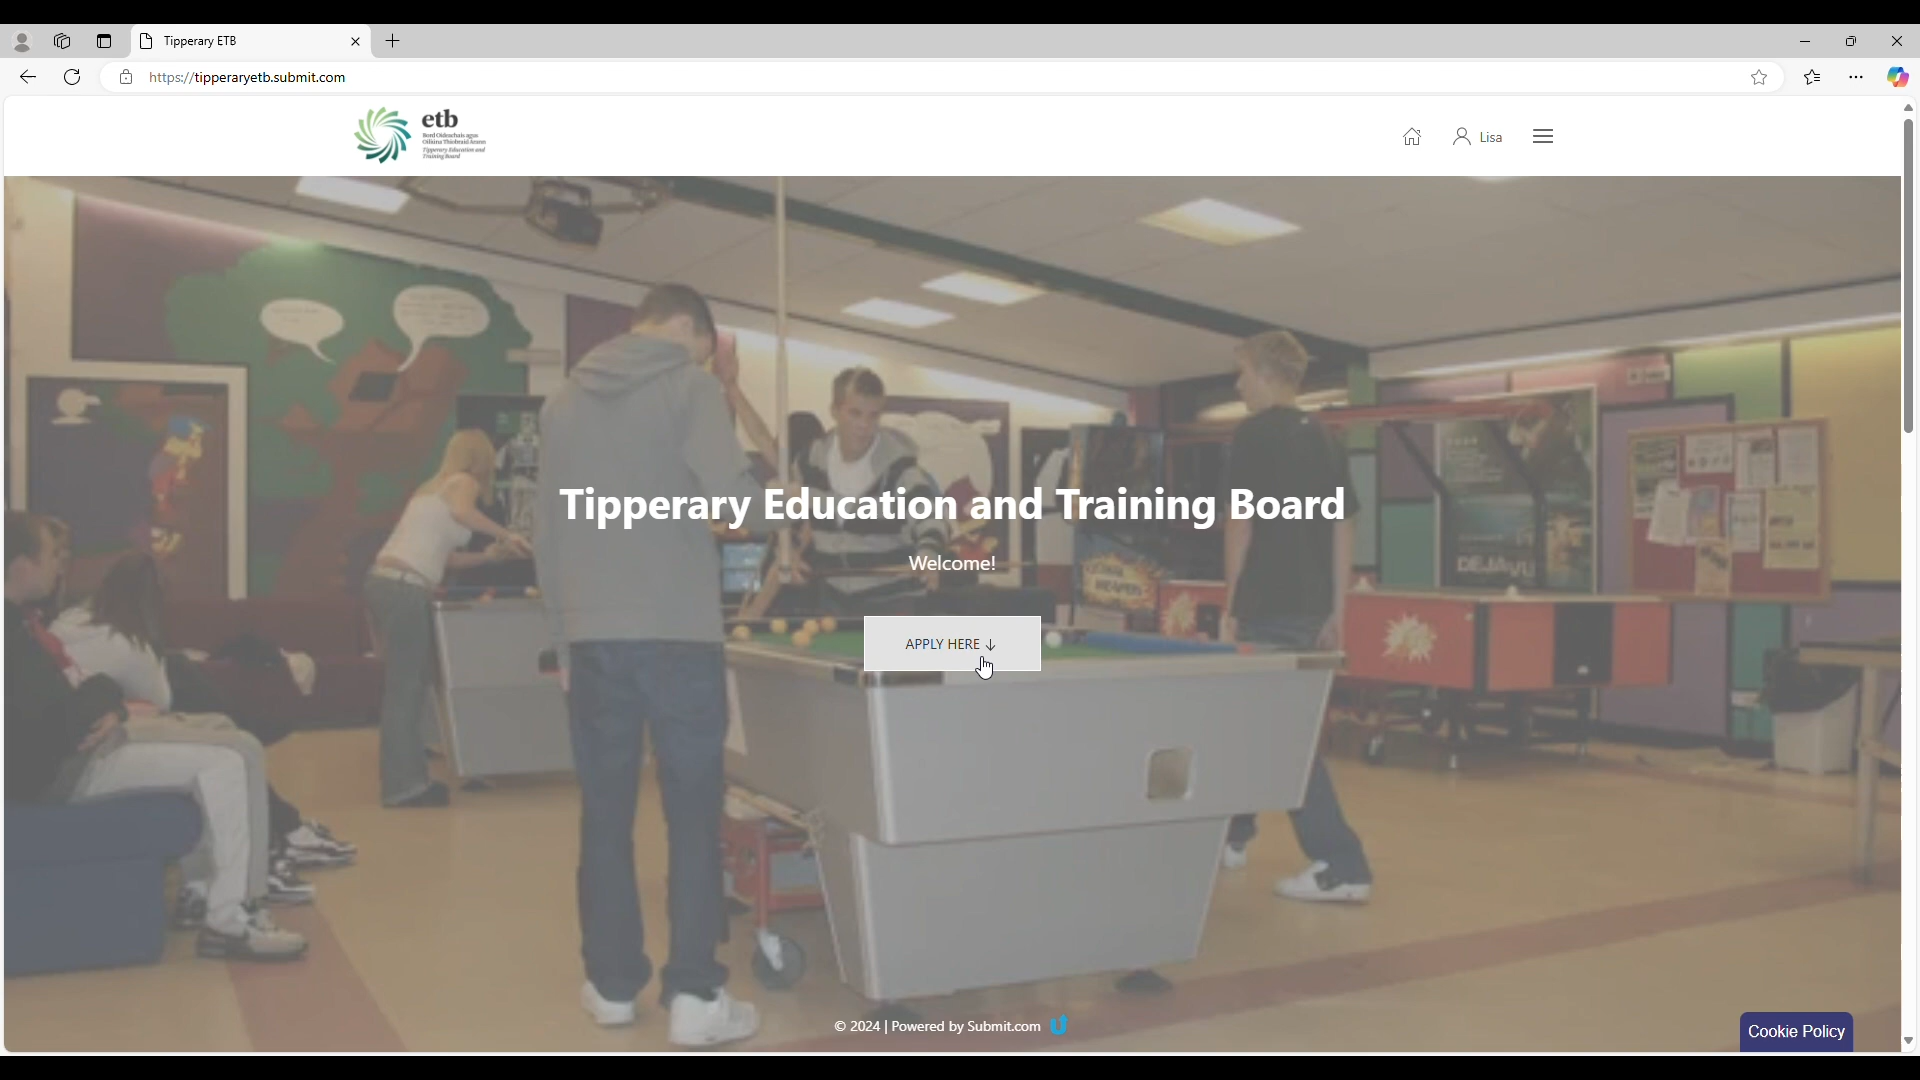 Tipperary ETB
https://tipperaryetb.submit.com
etb
Bord Oideachais agus
Oiliúna Thiobraid Árann
Tipperary Education and
Training Board
Lisa
Tipperary Education and Training Board
Welcome!
APPLY HERE ↓
DEJAVU
© 2024 | Powered by Submit.com
Cookie Policy